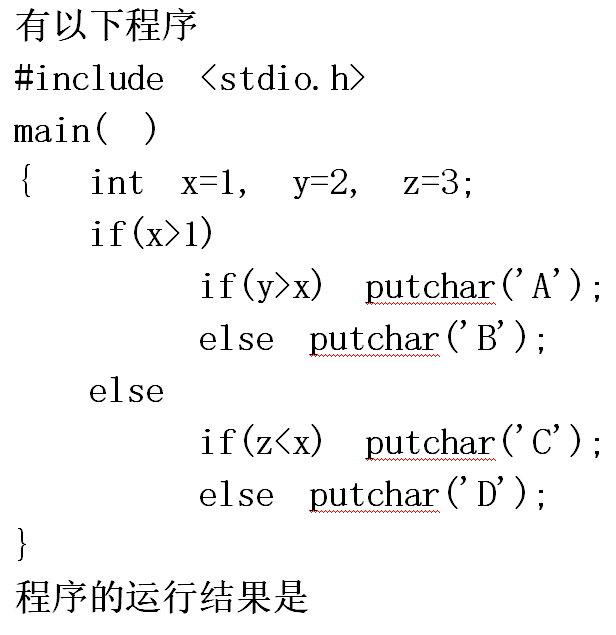 有以下程序
#include <stdio.h>
main( )
{ int x=1, y=2, z=3;
if(x>1)
if(y>x) putchar('A');
else putchar('B');
else
if(z<x) putchar('C');
else putchar('D');
}
程序的运行结果是